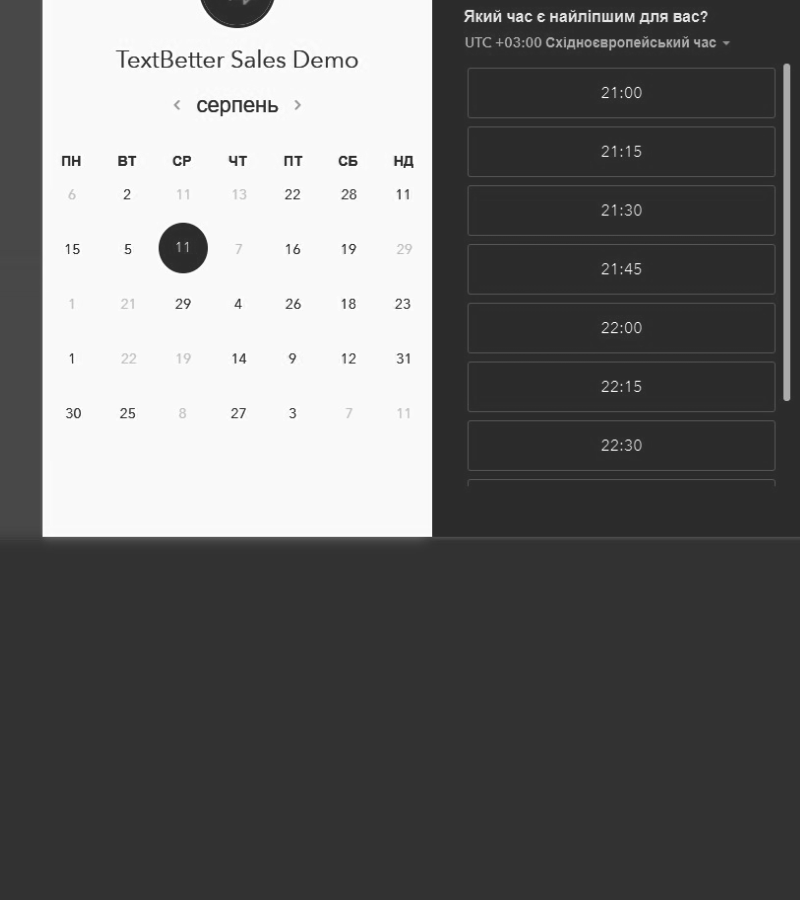 TextBetter Sales Demo
< серпень >
ПН ВТ СР ЧТ ПТ СБ НД
6 2 11 13 22 28 11
15 5 11 7 16 19 29
1 21 29 4 26 18 23
1 22 19 14 9 12 31
30 25 8 27 3 7 11
Який час є найліпшим для вас?
UTC +03:00 Східноєвропейський час
21:00
21:15
21:30
21:45
22:00
22:15
22:30